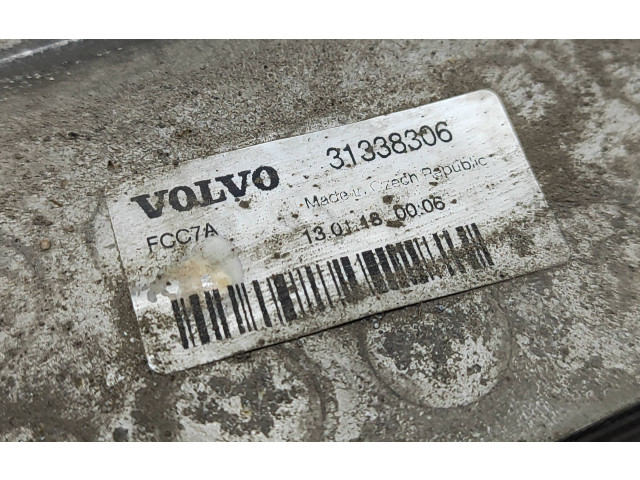 VOLVO 31338306
Made in Czech Republic
FCC7A 13.01.18 00.06